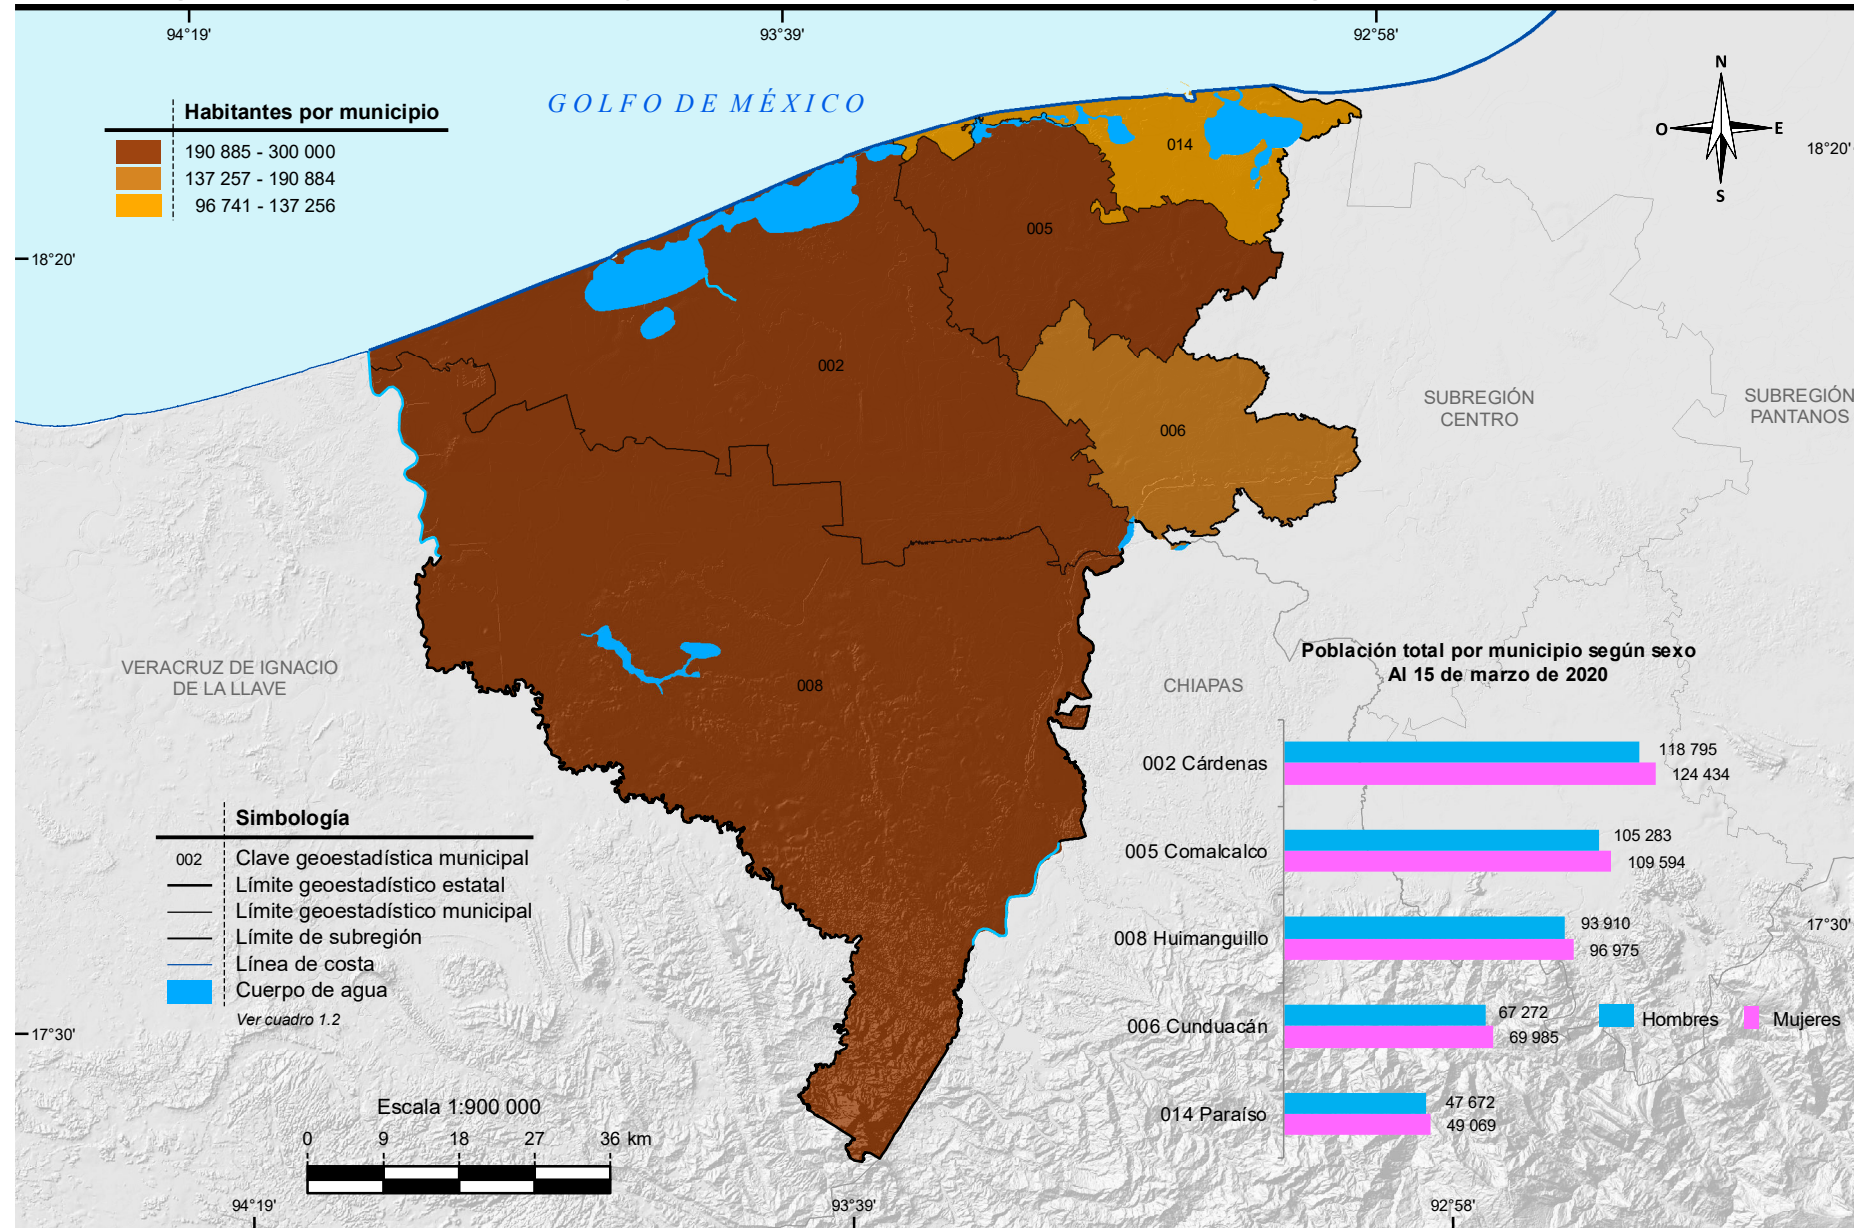 94°19'
93°39'
92°58'
GOLFO DE MÉXICO
N
O
E
S
18°20'
18°20'
Habitantes por municipio
190 885 - 300 000
137 257 - 190 884
96 741 - 137 256
014
005
002
006
008
SUBREGIÓN
CENTRO
SUBREGIÓN
PANTANOS
VERACRUZ DE IGNACIO
DE LA LLAVE
CHIAPAS
Población total por municipio según sexo
Al 15 de marzo de 2020
002 Cárdenas
118 795
124 434
005 Comalcalco
105 283
109 594
008 Huimanguillo
93 910
96 975
006 Cunduacán
67 272
69 985
014 Paraíso
47 672
49 069
Hombres
Mujeres
17°30'
Simbología
002 Clave geoestadística municipal
Límite geoestadístico estatal
Límite geoestadístico municipal
Límite de subregión
Línea de costa
Cuerpo de agua
Ver cuadro 1.2
17°30'
Escala 1:900 000
0 9 18 27 36 km
94°19'
93°39'
92°58'